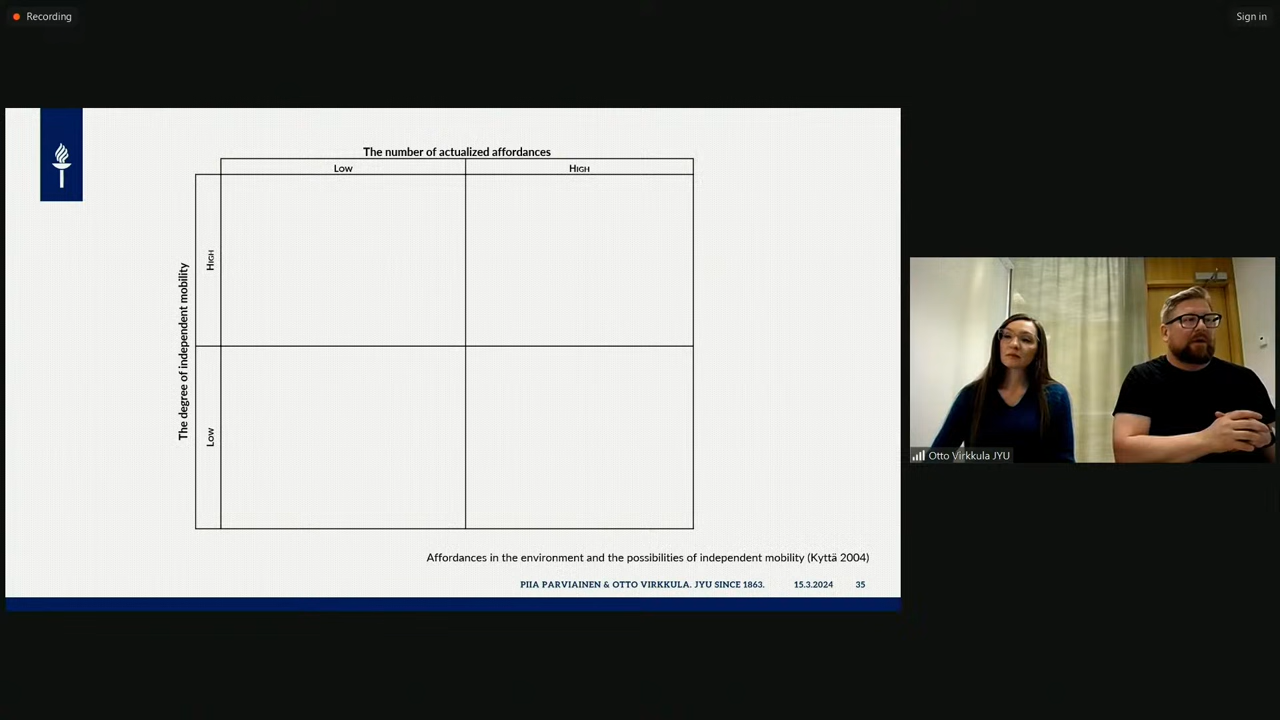 Recording
Sign in
The number of actualized affordances
Low
High
The degree of independent mobility
High
Low
Affordances in the environment and the possibilities of independent mobility (Kyttä 2004)
PIIA PARVIAINEN & OTTO VIRKKULA. JYU SINCE 1863.
15.3.2024
35
Otto Virkkula JYU